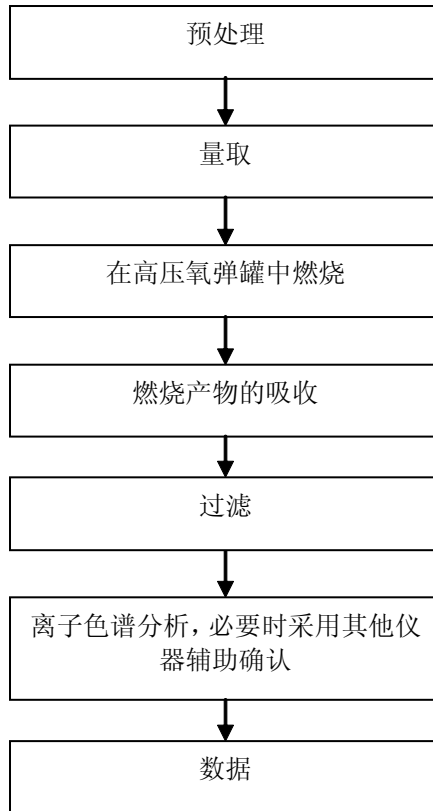 预处理
量取
在高压氧弹罐中燃烧
燃烧产物的吸收
过滤
离子色谱分析，必要时采用其他仪
器辅助确认
数据